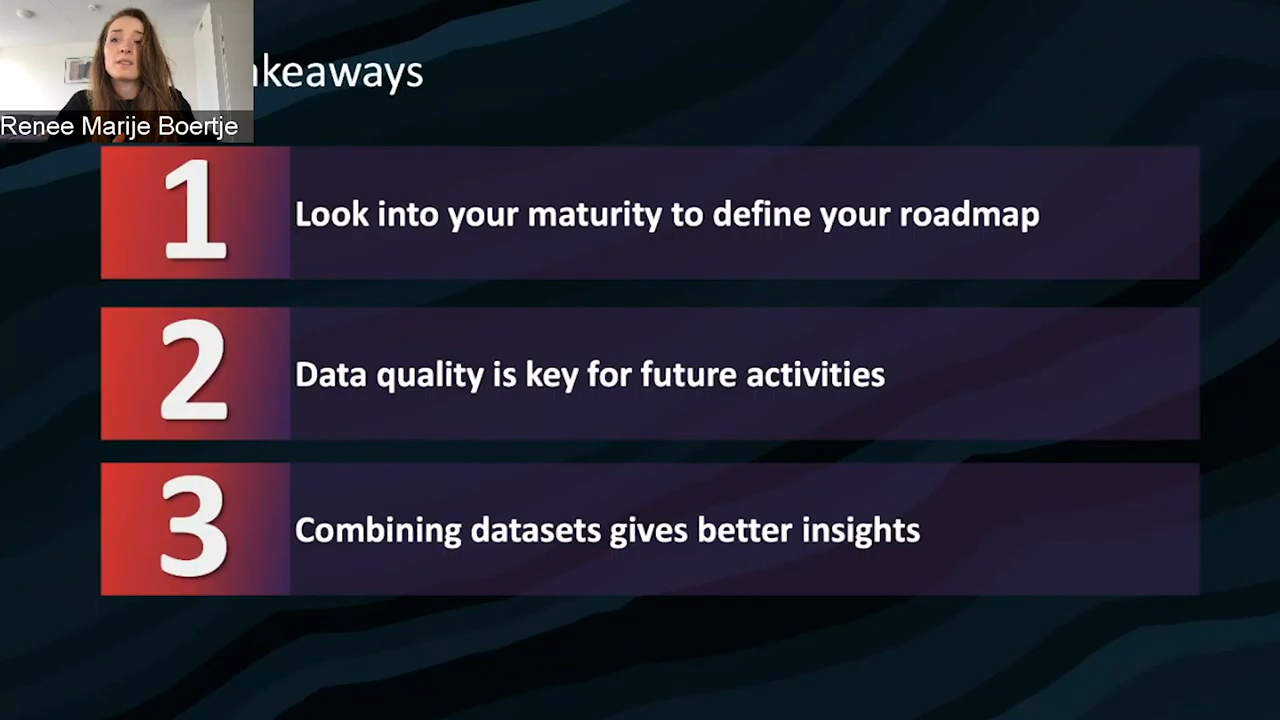 akeaways
Renee Marije Boertje
1
Look into your maturity to define your roadmap
2
Data quality is key for future activities
3
Combining datasets gives better insights